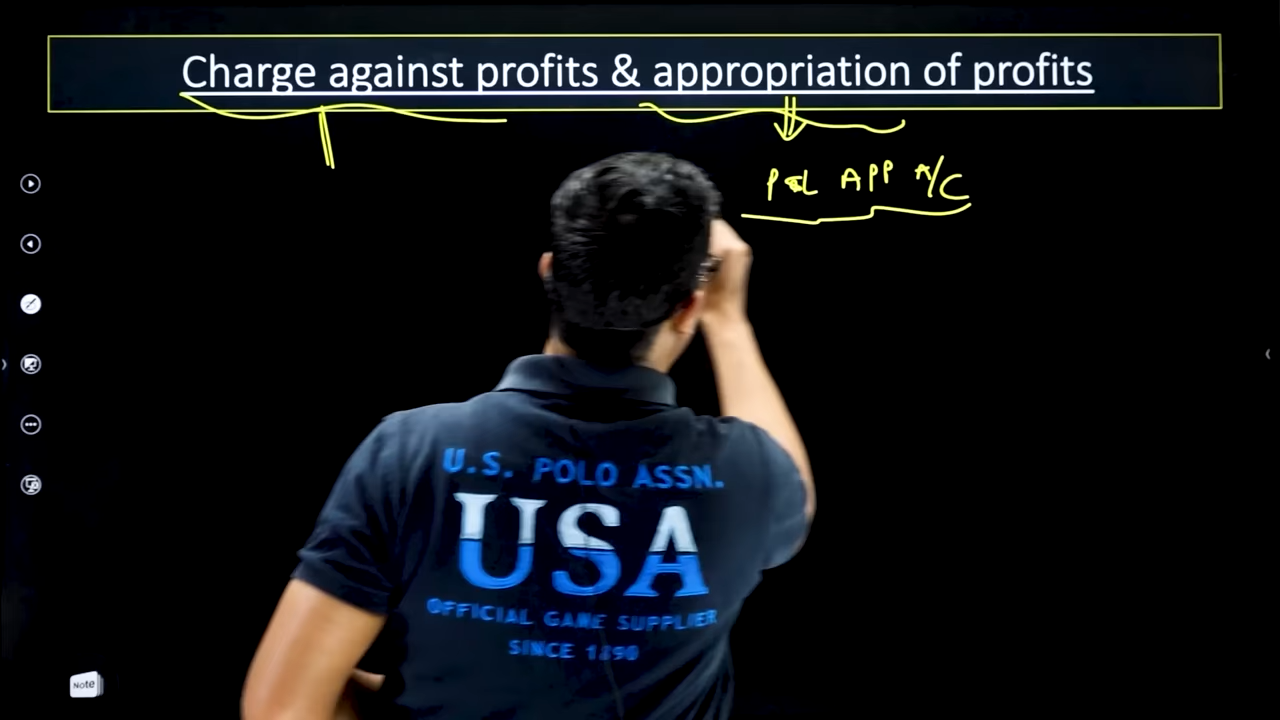 Charge against profits & appropriation of profits
P&L APP A/C
U.S. POLO ASSN.
USA
OFFICIAL GAME SUPPLIER
SINCE 1890
Note